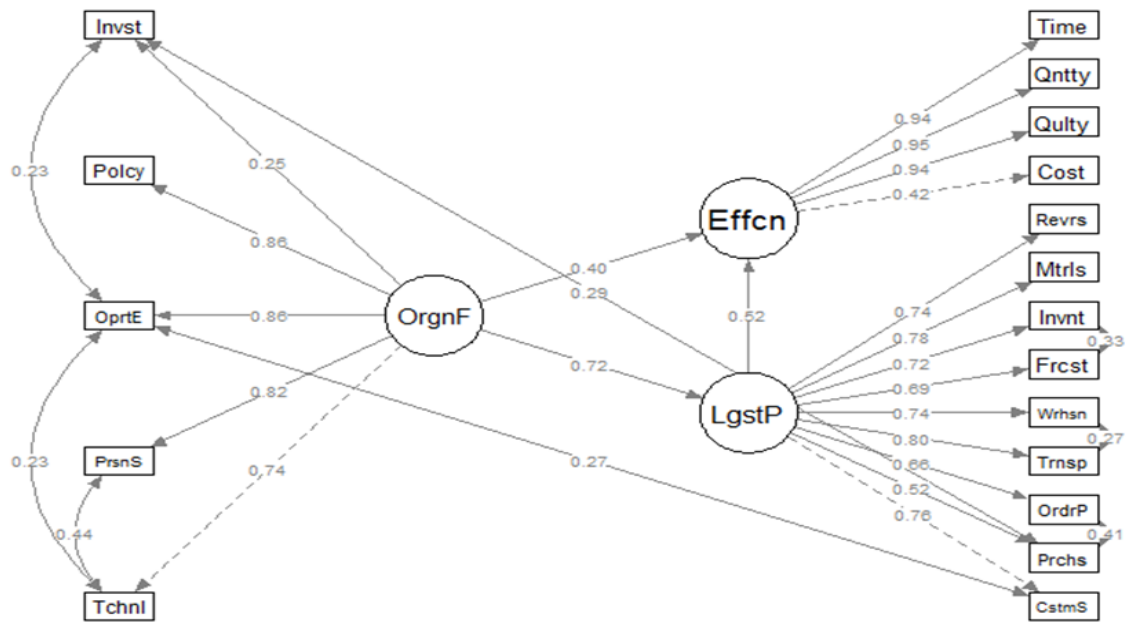 Invst
Time
Qntty
0.94
0.95
Qulty
0.25
0.94
0.23
Polcy
Cost
0.42
Effcn
Revrs
0.86
0.40
Mtrls
0.29
0.74
OprtE
0.86
OrgnF
0.52
Invnt
0.78
0.33
0.72
0.72
Frcst
0.69
0.82
LgstP
0.74
Wrhsn
0.80
0.27
PrsnS
0.23
0.74
0.27
0.66
Trnsp
0.52
OrdrP
0.76
0.44
0.41
Prchs
Tchnl
CstmS